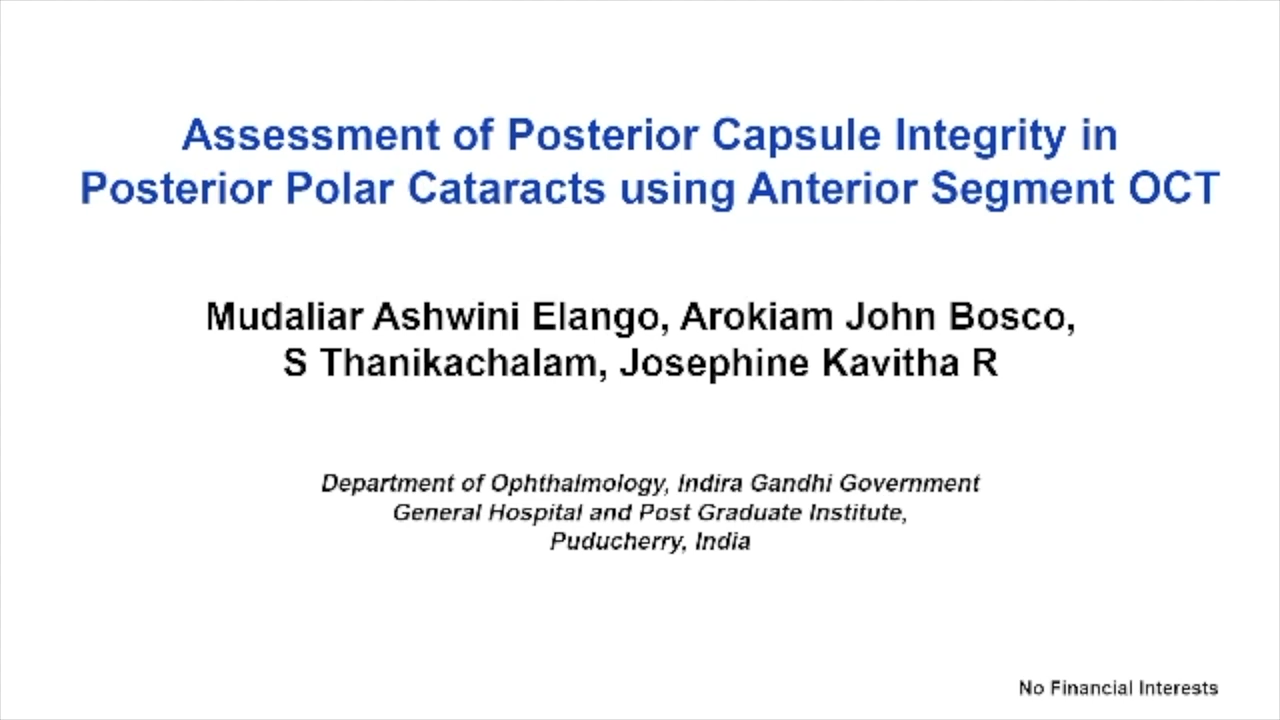 Assessment of Posterior Capsule Integrity in
Posterior Polar Cataracts using Anterior Segment OCT
Mudaliar Ashwini Elango, Arokiam John Bosco,
S Thanikachalam, Josephine Kavitha R
Department of Ophthalmology, Indira Gandhi Government
General Hospital and Post Graduate Institute,
Puducherry, India
No Financial Interests